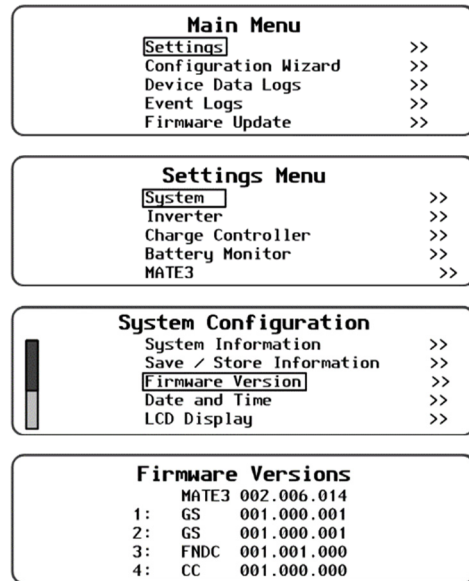 Main Menu
Settings >>
Configuration Wizard >>
Device Data Logs >>
Event Logs >>
Firmware Update >>
Settings Menu
System >>
Inverter >>
Charge Controller >>
Battery Monitor >>
MATE3 >>
System Configuration
System Information >>
Save / Store Information >>
Firmware Version >>
Date and Time >>
LCD Display >>
Firmware Versions
MATE3 002.006.014
1: GS 001.000.001
2: GS 001.000.001
3: FNDC 001.001.000
4: CC 001.000.000